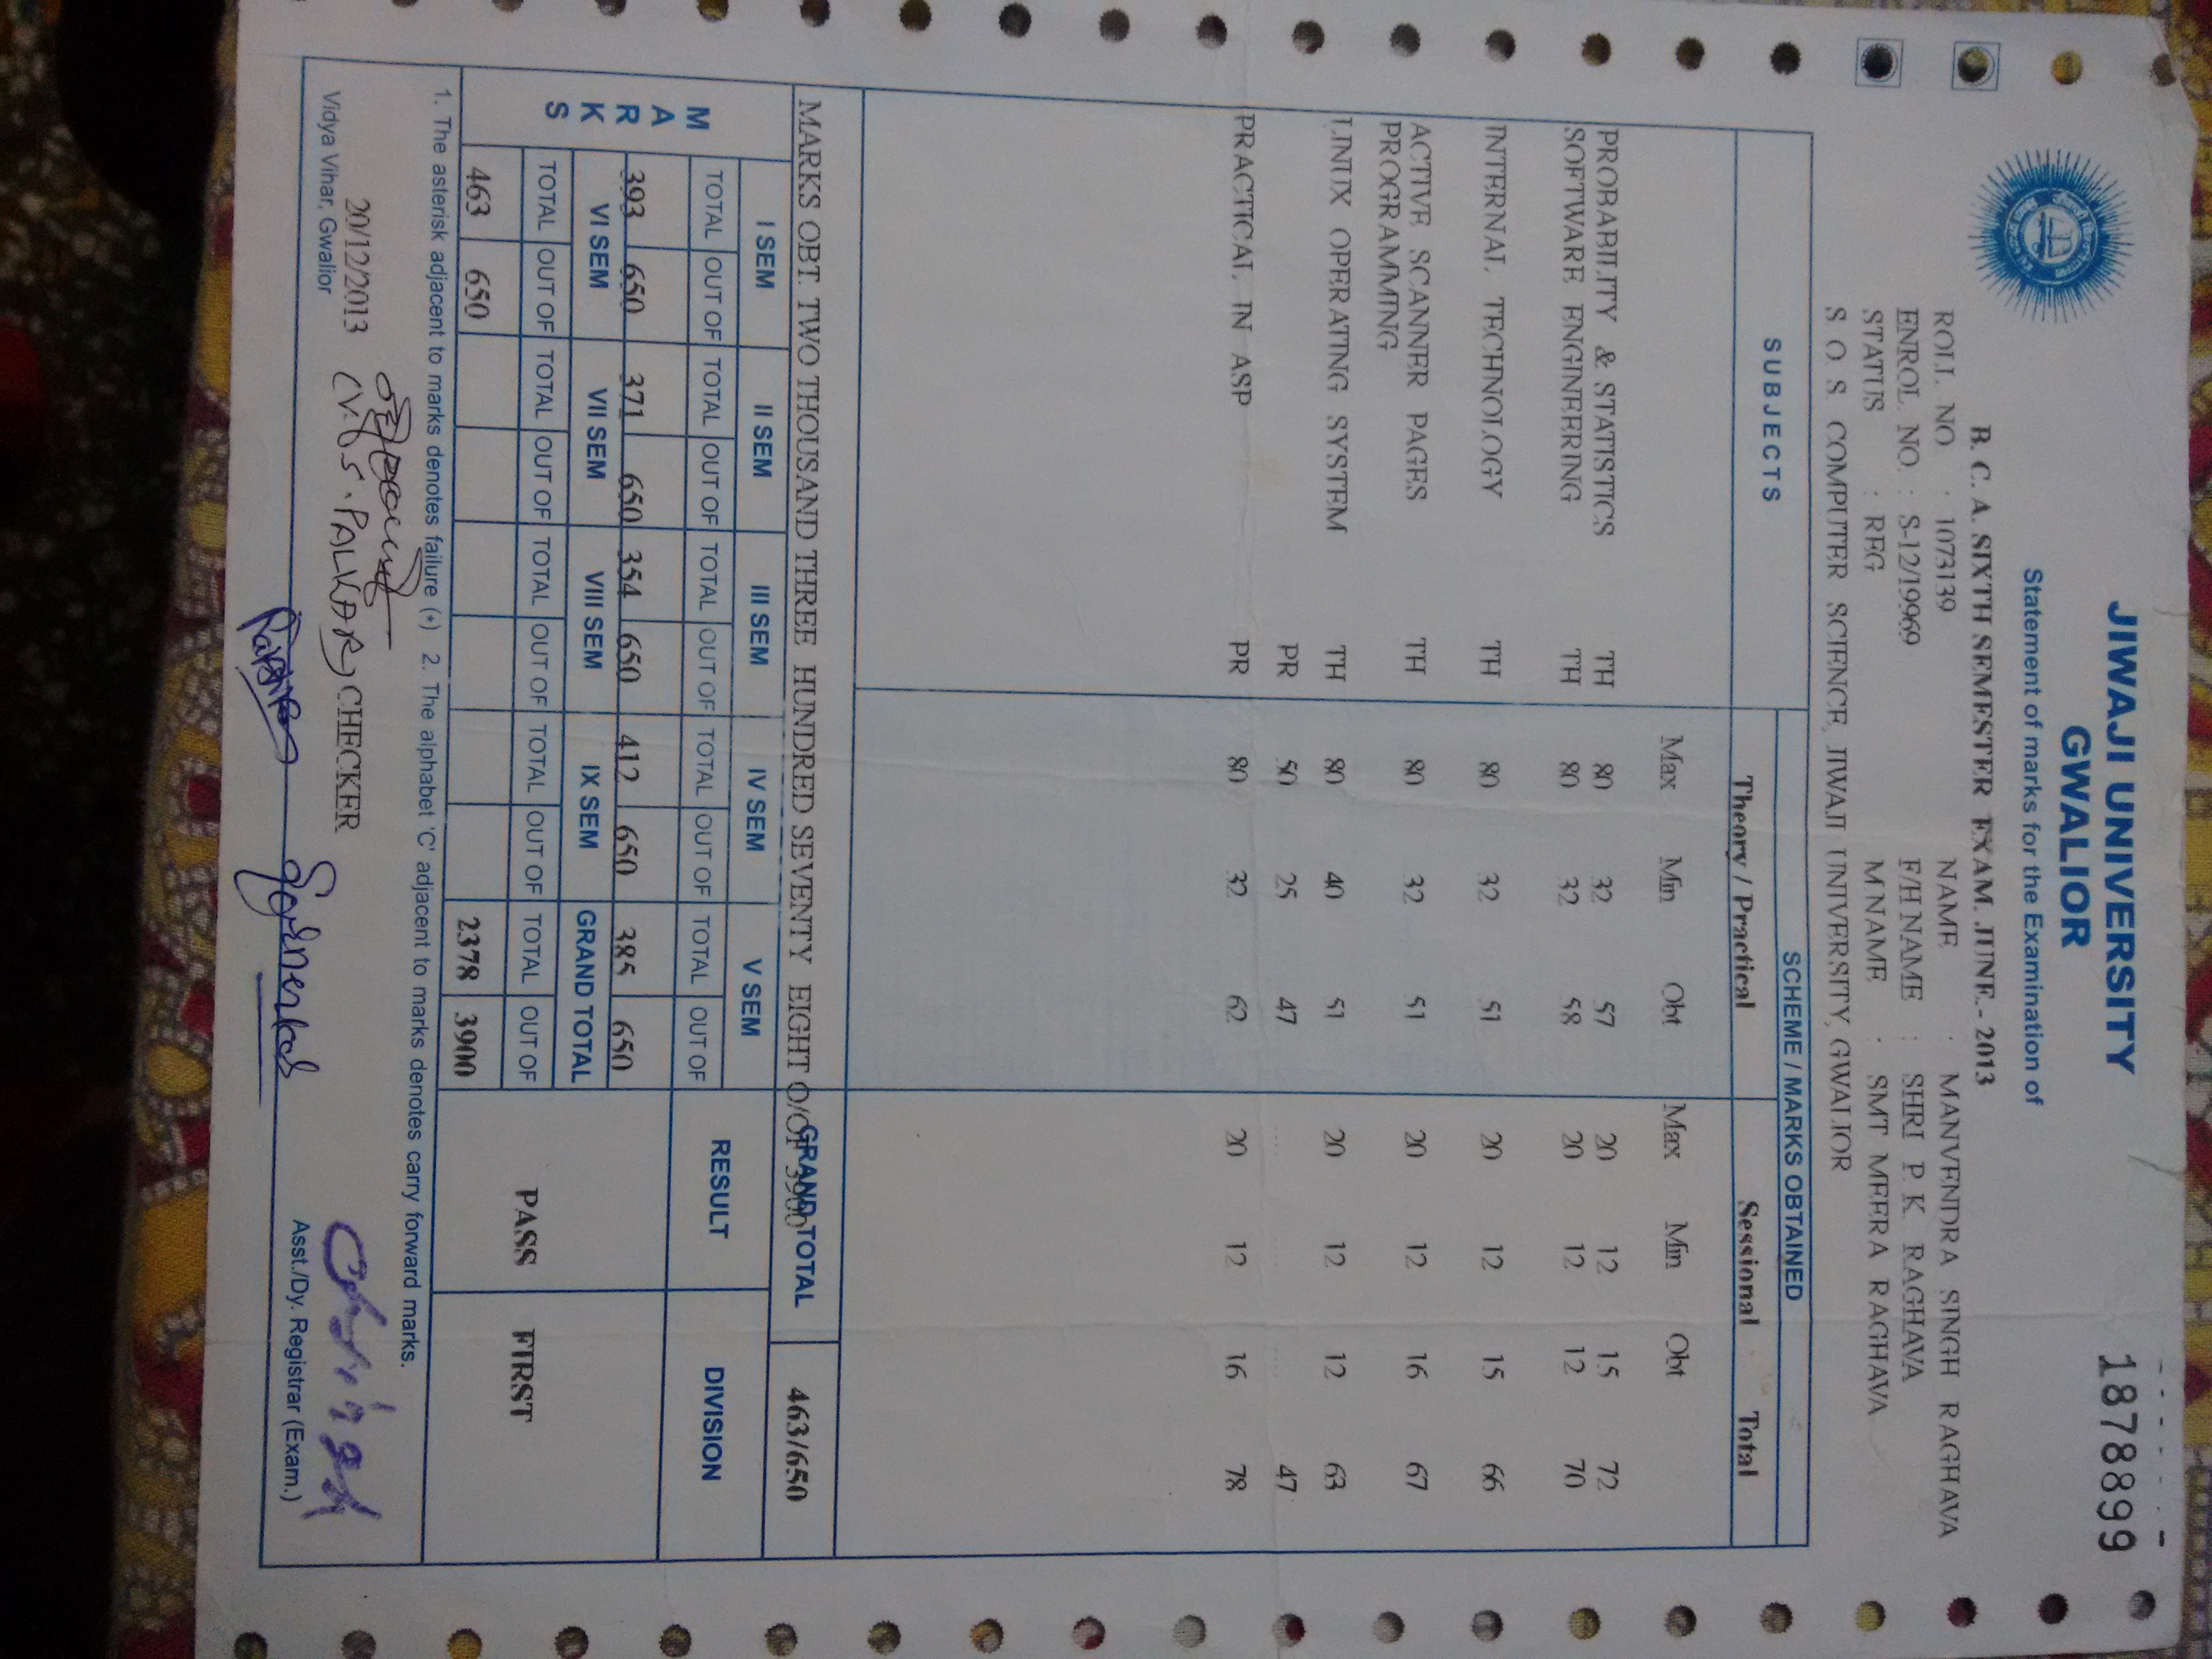 JIWAJI UNIVERSITY
GWALIOR
1878899
Statement of marks for the Examination of
B. C. A. SIXTH SEMESTER EXAM. JUNE - 2013
ROLL NO. : 1073139 NAME : MANVENDRA SINGH RAGHAVA
ENROL. NO. : S-12/19969 F/H NAME : SHRI P. K. RAGHAVA
STATUS : REG M NAME : SMT MEERA RAGHAVA
S. O. S. COMPUTER SCIENCE, JIWAJI UNIVERSITY, GWALIOR
SUBJECTS SCHEME / MARKS OBTAINED
Theory / Practical Sessional Total
Max Min Obt Max Min Obt
PROBABILITY & STATISTICS TH 80 32 57 20 12 15 72
SOFTWARE ENGINEERING TH 80 32 58 20 12 12 70
INTERNAL TECHNOLOGY TH 80 32 51 20 12 15 66
ACTIVE SCANNER PAGES TH 80 32 51 20 12 16 67
PROGRAMMING
LINUX OPERATING SYSTEM TH 80 40 51 20 12 12 63
PR 50 25 47 47
PRACTICAL IN ASP PR 80 32 62 20 12 16 78
MARKS OBT. TWO THOUSAND THREE HUNDRED SEVENTY EIGHT O/OF 3900 GRAND TOTAL 463/650
MARKS
I SEM II SEM III SEM IV SEM V SEM RESULT DIVISION
TOTAL OUT OF TOTAL OUT OF TOTAL OUT OF TOTAL OUT OF TOTAL OUT OF
393 650 371 650 354 650 412 650 385 650
VI SEM VII SEM VIII SEM IX SEM GRAND TOTAL
TOTAL OUT OF TOTAL OUT OF TOTAL OUT OF TOTAL OUT OF TOTAL OUT OF
463 650 2378 3900 PASS FIRST
1. The asterisk adjacent to marks denotes failure (*) 2. The alphabet 'C' adjacent to marks denotes carry forward marks.
20/12/2013 (V.S. PALKAR) CHECKER
Vidya Vihar, Gwalior Asst./Dy. Registrar (Exam.)